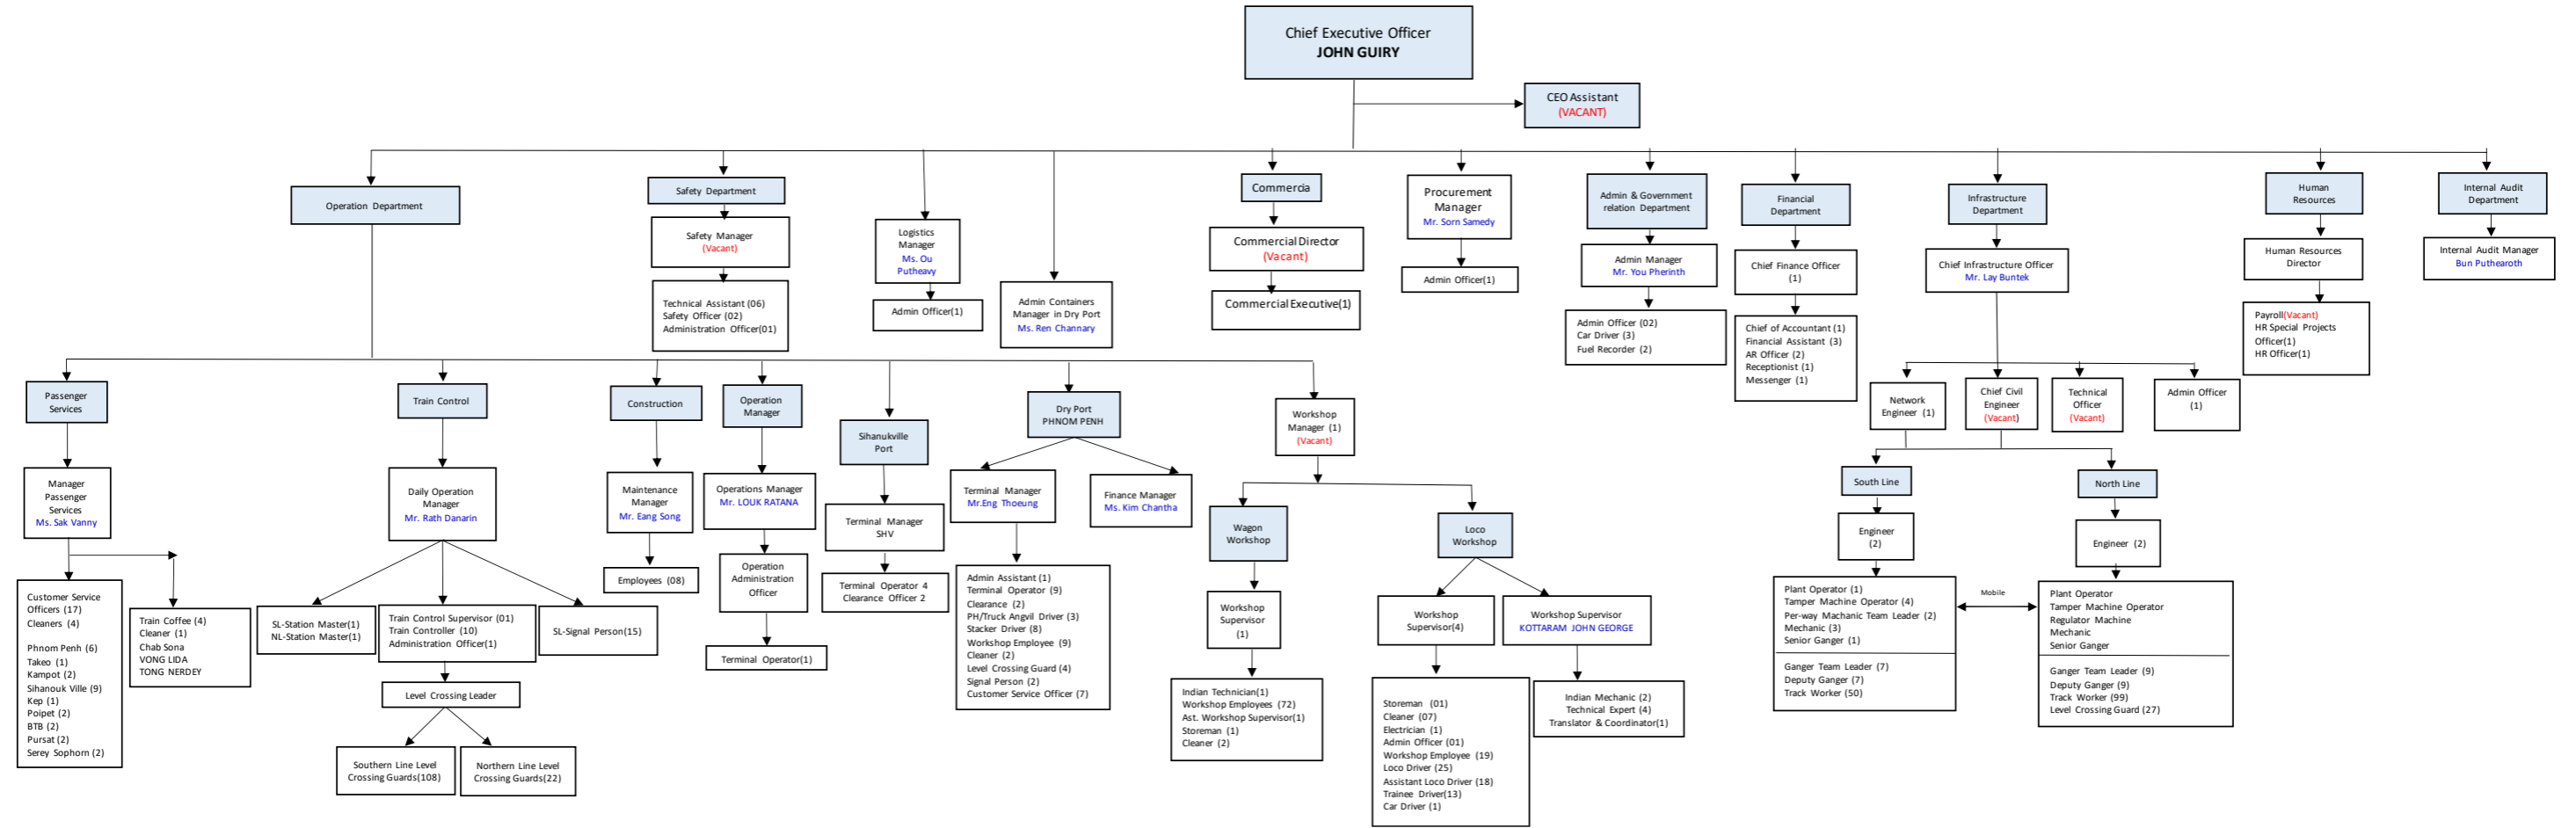 Chief Executive Officer
JOHN GUIRY
CEO Assistant
(VACANT)
Operation Department
Safety Department
Safety Manager
(Vacant)
Technical Assistant (06)
Safety Officer (02)
Administration Officer(01)
Logistics
Manager
Ms. Ou
Putheavy
Admin Officer(1)
Admin Containers
Manager in Dry Port
Ms. Ren Channary
Commercia
Commercial Director
(Vacant)
Commercial Executive(1)
Procurement
Manager
Mr. Sorn Samedy
Admin Officer(1)
Admin & Government
relation Department
Admin Manager
Mr. You Pherinth
Admin Officer (02)
Car Driver (3)
Fuel Recorder (2)
Financial
Department
Chief Finance Officer
(1)
Chief of Accountant (1)
Financial Assistant (3)
AR Officer (2)
Receptionist (1)
Messenger (1)
Infrastructure
Department
Chief Infrastructure Officer
Mr. Lay Buntek
Network
Engineer (1)
Chief Civil
Engineer
(Vacant)
Technical
Officer
(Vacant)
Admin Officer
(1)
Human
Resources
Human Resources
Director
Payroll(Vacant)
HR Special Projects
Officer(1)
HR Officer(1)
Internal Audit
Department
Internal Audit Manager
Bun Puthearoth
Passenger
Services
Manager
Passenger
Services
Ms. Sak Vanny
Customer Service
Officers (17)
Cleaners (4)
Phnom Penh (6)
Takeo (1)
Kampot (2)
Sihanouk Ville (9)
Kep (1)
Poipet (2)
BTB (2)
Pursat (2)
Serey Sophorn (2)
Train Coffee (4)
Cleaner (1)
Chab Sona
VONG LIDA
TONG NERDEY
Train Control
Daily Operation
Manager
Mr. Rath Danarin
SL-Station Master(1)
NL-Station Master(1)
Train Control Supervisor (01)
Train Controller (10)
Administration Officer(1)
SL-Signal Person(15)
Level Crossing Leader
Southern Line Level
Crossing Guards(108)
Northern Line Level
Crossing Guards(22)
Construction
Maintenance
Manager
Mr. Eang Song
Employees (08)
Operation
Manager
Operations Manager
Mr. LOUK RATANA
Operation
Administration
Officer
Terminal Operator(1)
Sihanukville
Port
Terminal Manager
SHV
Terminal Operator 4
Clearance Officer 2
Dry Port
PHNOM PENH
Terminal Manager
Mr.Eng Thoeung
Finance Manager
Ms. Kim Chantha
Admin Assistant (1)
Terminal Operator (9)
Clearance (2)
PH/Truck Angvil Driver (3)
Stacker Driver (8)
Workshop Employee (9)
Cleaner (2)
Level Crossing Guard (4)
Signal Person (2)
Customer Service Officer (7)
Workshop
Manager (1)
(Vacant)
Wagon
Workshop
Workshop
Supervisor
(1)
Indian Technician(1)
Workshop Employees (72)
Ast. Workshop Supervisor(1)
Storeman (1)
Cleaner (2)
Loco
Workshop
Workshop
Supervisor(4)
Workshop Supervisor
KOTTARAM JOHN GEORGE
Storeman (01)
Cleaner (07)
Electrician (1)
Admin Officer (01)
Workshop Employee (19)
Loco Driver (25)
Assistant Loco Driver (18)
Trainee Driver(13)
Car Driver (1)
Indian Mechanic (2)
Technical Expert (4)
Translator & Coordinator(1)
South Line
Engineer
(2)
Plant Operator (1)
Tamper Machine Operator (4)
Per-way Machanic Team Leader (2)
Mechanic (3)
Senior Ganger (1)
Ganger Team Leader (7)
Deputy Ganger (7)
Track Worker (50)
Mobile
North Line
Engineer (2)
Plant Operator
Tamper Machine Operator
Regulator Machine
Mechanic
Senior Ganger
Ganger Team Leader (9)
Deputy Ganger (9)
Track Worker (99)
Level Crossing Guard (27)